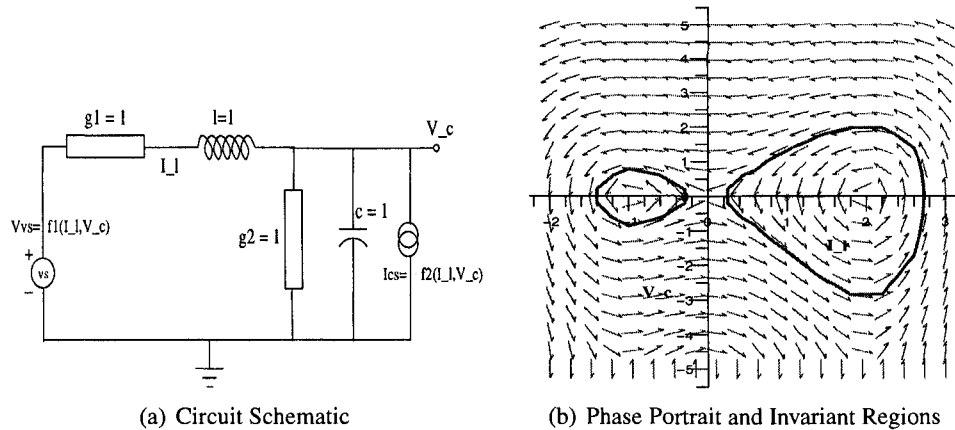 g1 = 1
l=1
V_c
I_l
Vvs= f1(I_l,V_c)
+
vs
−
g2 = 1
c = 1
Ics= f2(I_l,V_c)
5
4
3
2
1
-2
-1
0
1
2
3
-1
-2
-3
-4
-5
I_l
V_c
(a) Circuit Schematic
(b) Phase Portrait and Invariant Regions